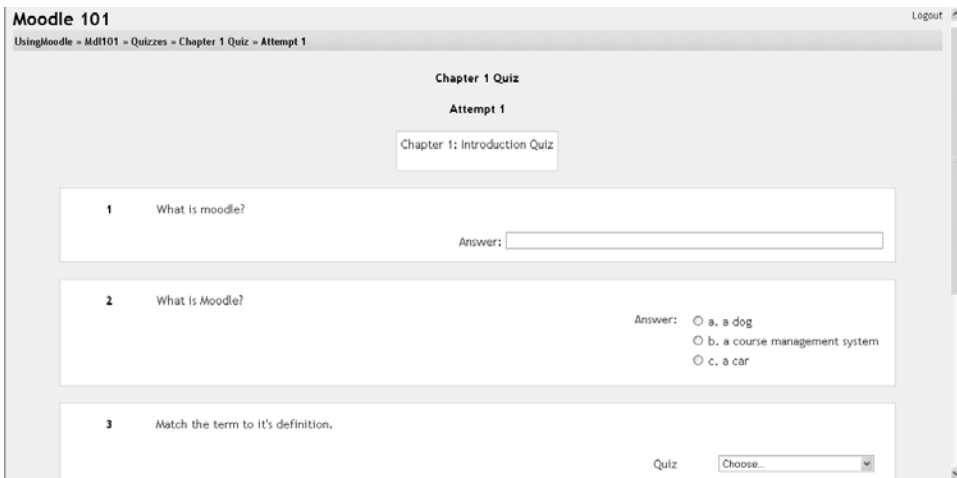 Moodle 101
Logout
UsingMoodle » Mdl101 » Quizzes » Chapter 1 Quiz » Attempt 1
Chapter 1 Quiz
Attempt 1
Chapter 1: Introduction Quiz
1 What is moodle?
Answer:
2 What is Moodle?
Answer: a. a dog
b. a course management system
c. a car
3 Match the term to it's definition.
Quiz Choose...